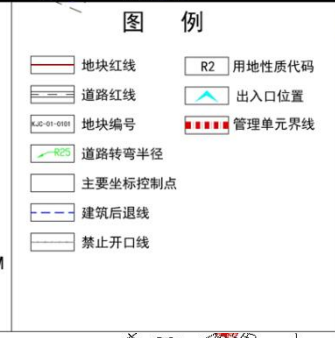 图 例
地块红线
R2 用地性质代码
道路红线
出入口位置
KJC-01-0101 地块编号
管理单元界线
R25 道路转弯半径
主要坐标控制点
建筑后退线
禁止开口线
M